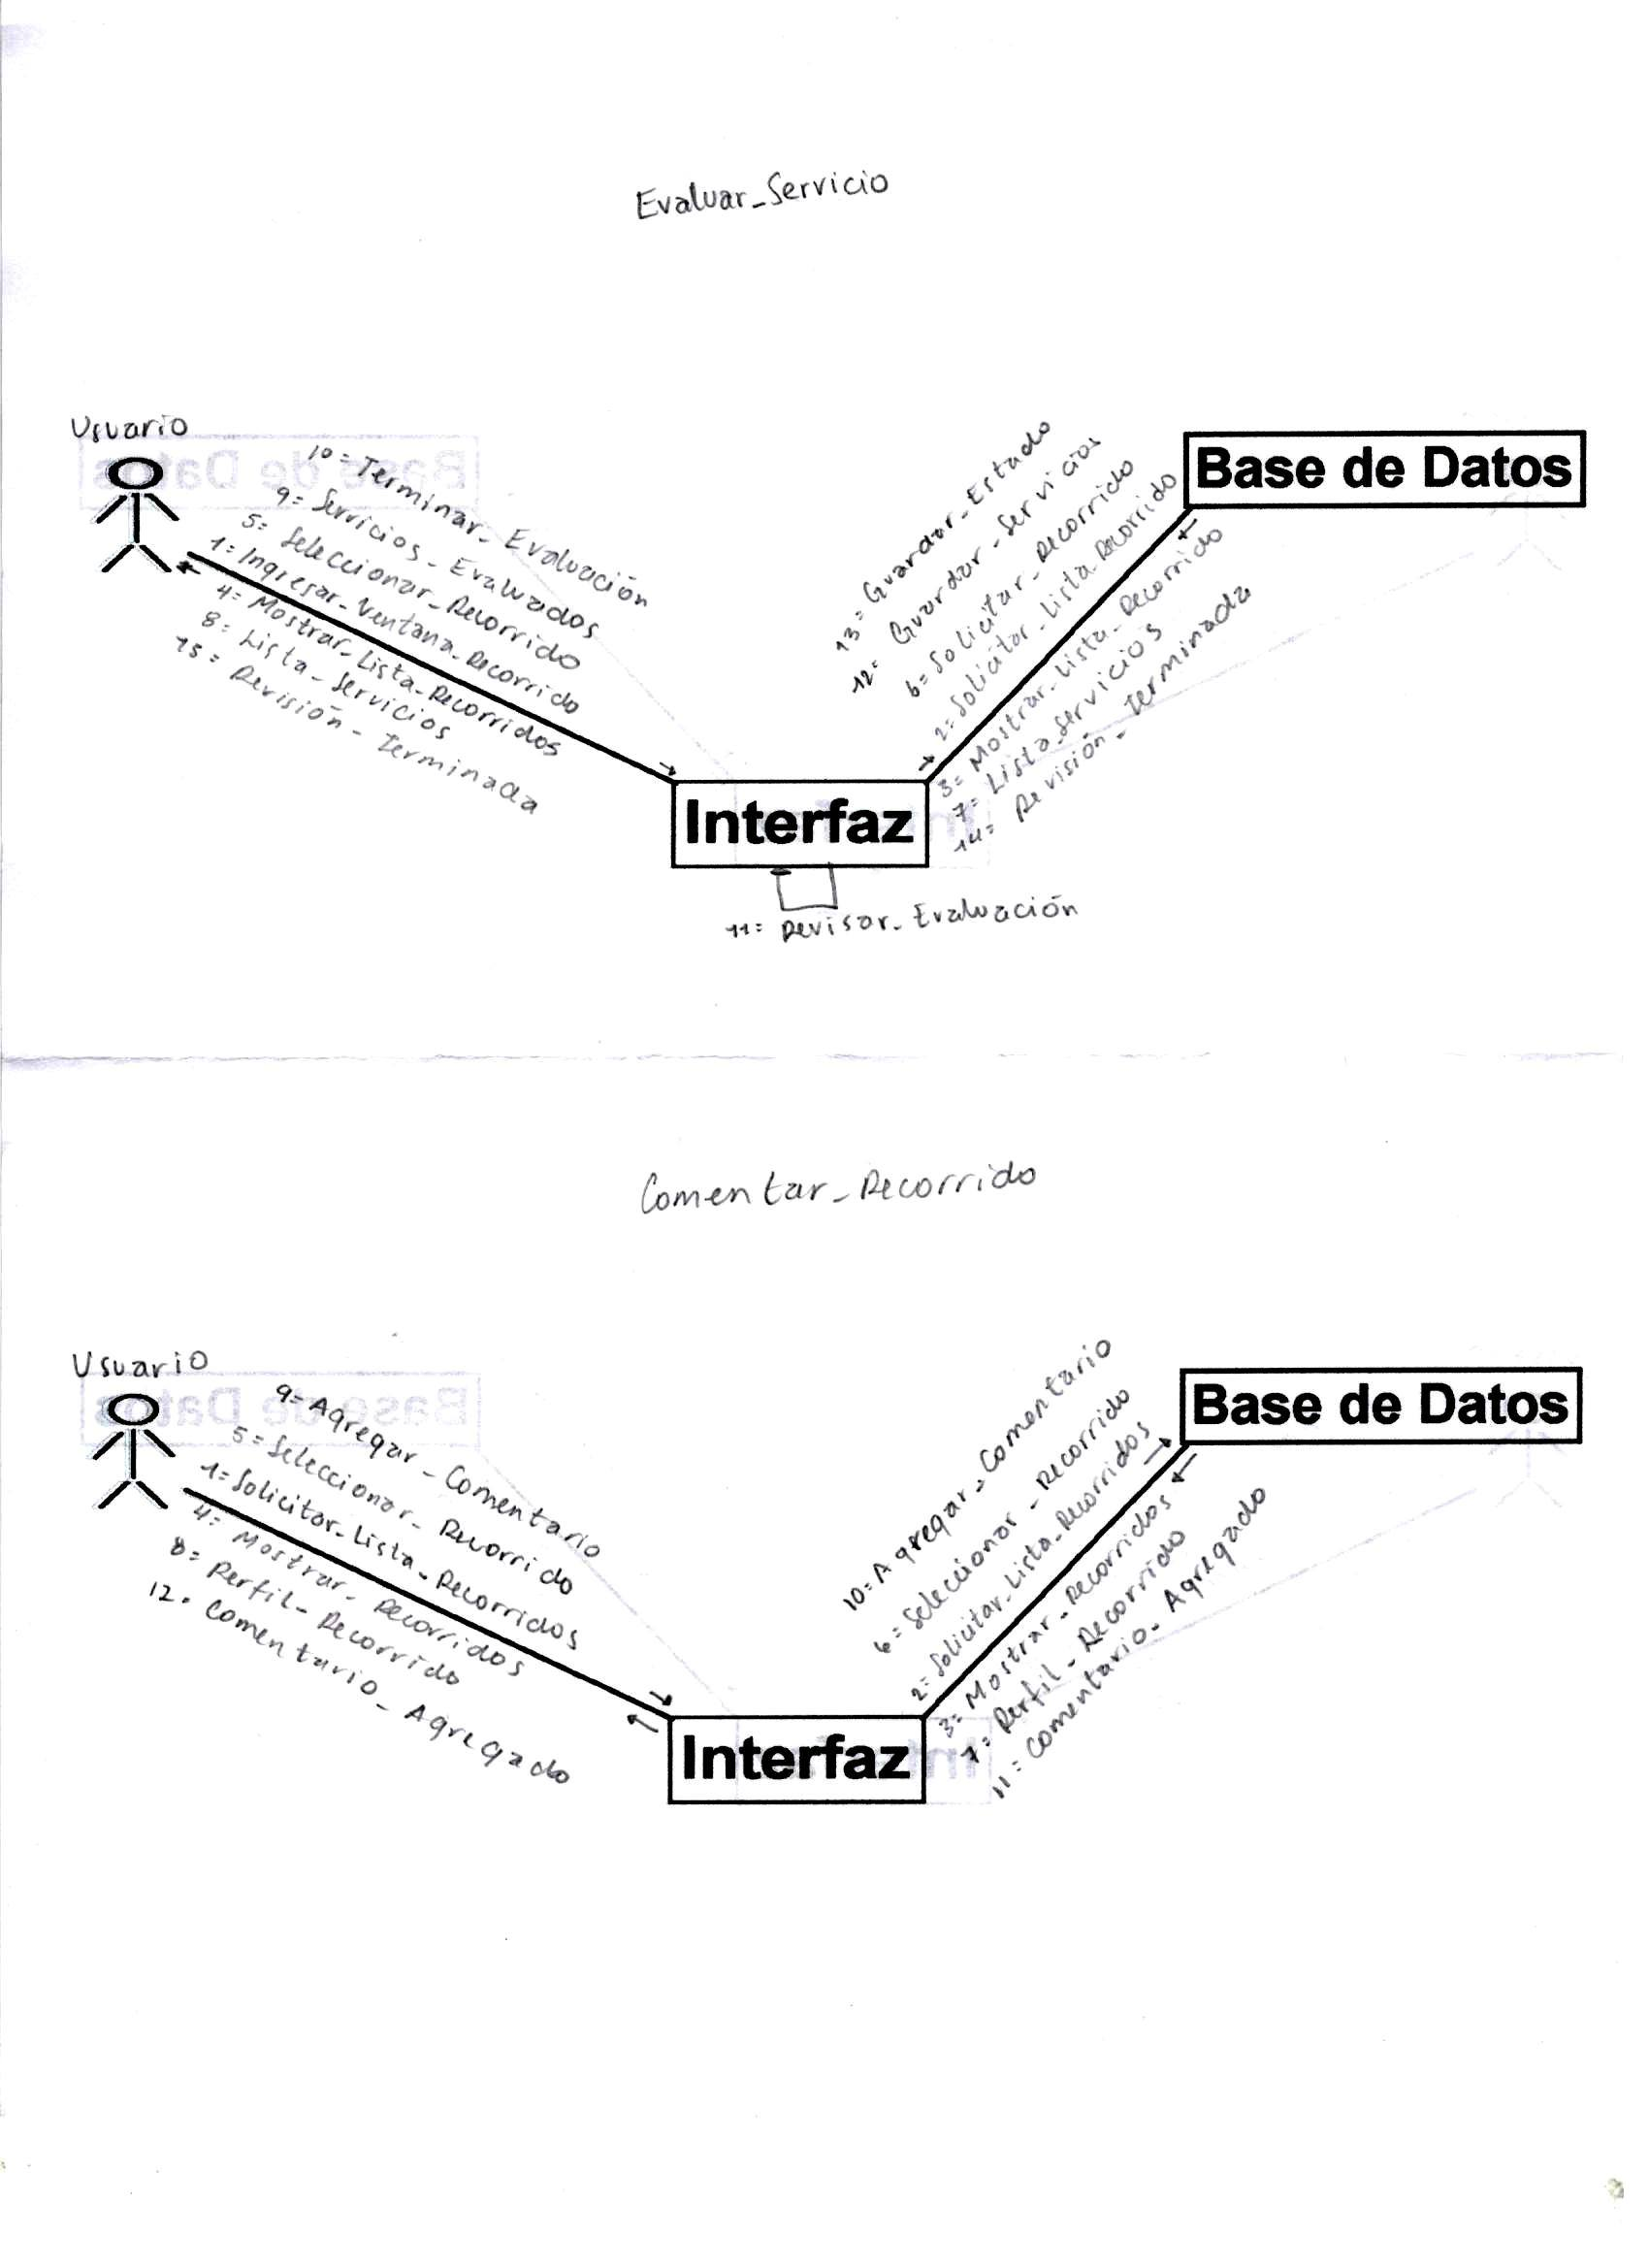 Evaluar_Servicio
Usuario
10= Terminar_Evaluación
9= Servicios_Evaluados
5= Seleccionar_Recorrido
1= Ingresar_Ventana_Recorrido
4= Mostrar_Lista_Recorridos
8= Lista_Servicios
15= Revisión_Terminada
13= Guardar_Estado
12= Guardar_Servicios
6= Solicitar_Recorrido
2= Solicitar_Lista_Recorrido
3= Mostrar_Lista_Recorrido
7= Lista_Servicios
14= Revisión_Terminada
Base de Datos
Interfaz
11= Revisar_Evaluación
Comentar_Recorrido
Usuario
9= Agregar_Comentario
5= Seleccionar_Recorrido
1= Solicitar_Lista_Recorridos
4= Mostrar_Recorridos
8= Perfil_Recorrido
12= Comentario_Agregado
10= Agregar_Comentario
6= Seleccionar_Recorrido
2= Solicitar_Lista_Recorridos
3= Mostrar_Recorridos
7= Perfil_Recorrido
11= Comentario_Agregado
Base de Datos
Interfaz